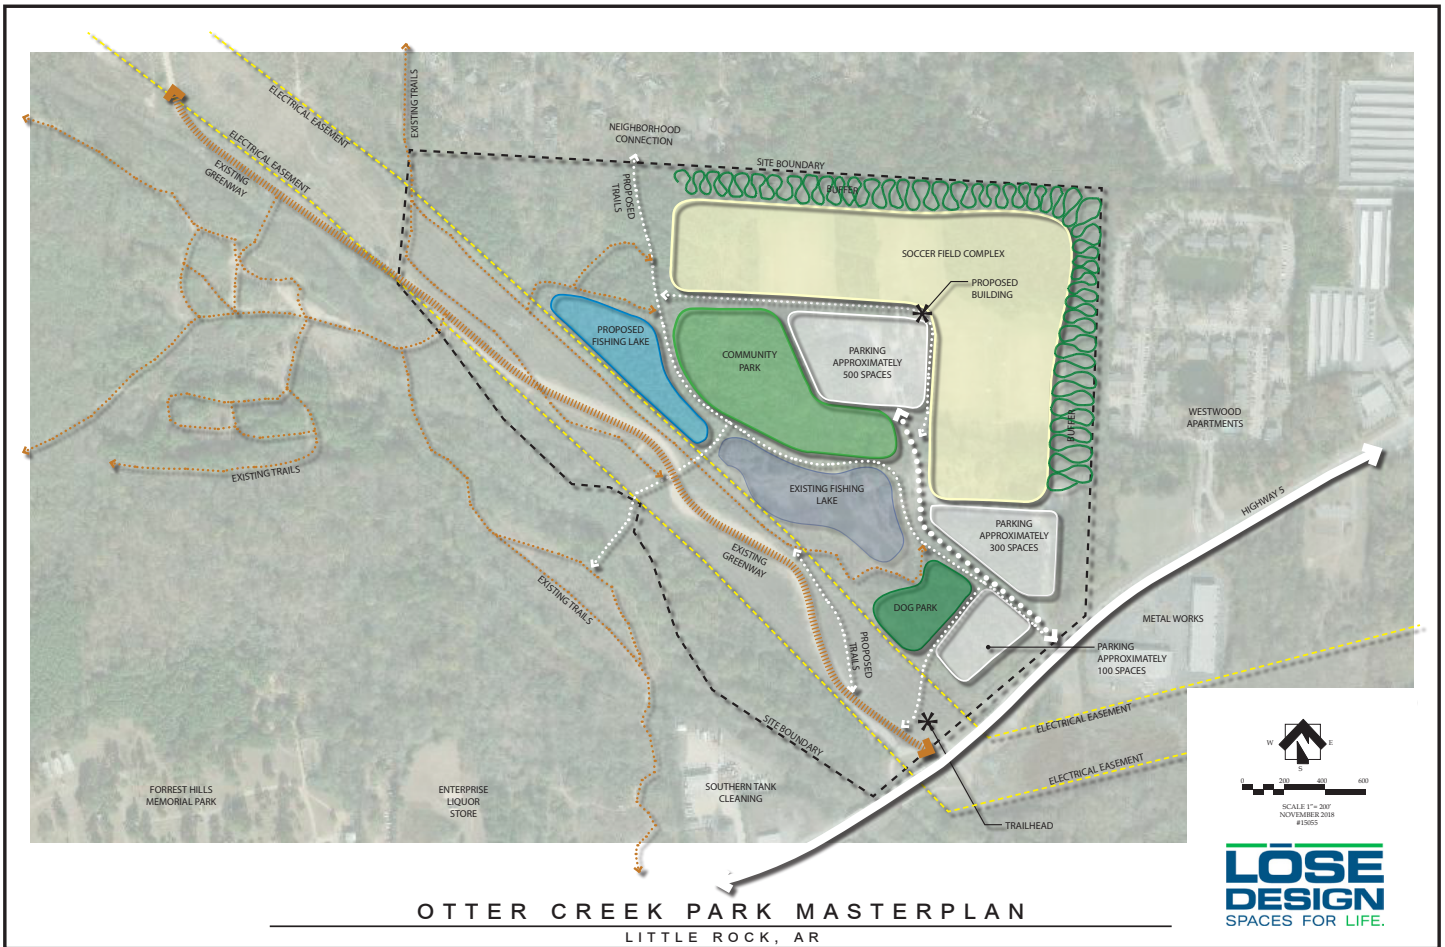 ELECTRICAL EASEMENT
EXISTING TRAILS
NEIGHBORHOOD
CONNECTION
ELECTRICAL EASEMENT
EXISTING
GREENWAY
SITE BOUNDARY
PROPOSED
TRAILS
BUFFER
SOCCER FIELD COMPLEX
PROPOSED
BUILDING
PROPOSED
FISHING LAKE
COMMUNITY
PARK
PARKING
APPROXIMATELY
500 SPACES
WESTWOOD
APARTMENTS
BUFFER
EXISTING TRAILS
EXISTING FISHING
LAKE
HIGHWAY 5
PARKING
APPROXIMATELY
300 SPACES
EXISTING
GREENWAY
EXISTING TRAILS
DOG PARK
METAL WORKS
PROPOSED
TRAILS
PARKING
APPROXIMATELY
100 SPACES
SITE BOUNDARY
ELECTRICAL EASEMENT
ELECTRICAL EASEMENT
FORREST HILLS
MEMORIAL PARK
ENTERPRISE
LIQUOR
STORE
SOUTHERN TANK
CLEANING
TRAILHEAD
W E
S
0 200 400 600
SCALE 1"= 200'
NOVEMBER 2018
#15055
LOSE
DESIGN
SPACES FOR LIFE.
OTTER CREEK PARK MASTERPLAN
LITTLE ROCK, AR